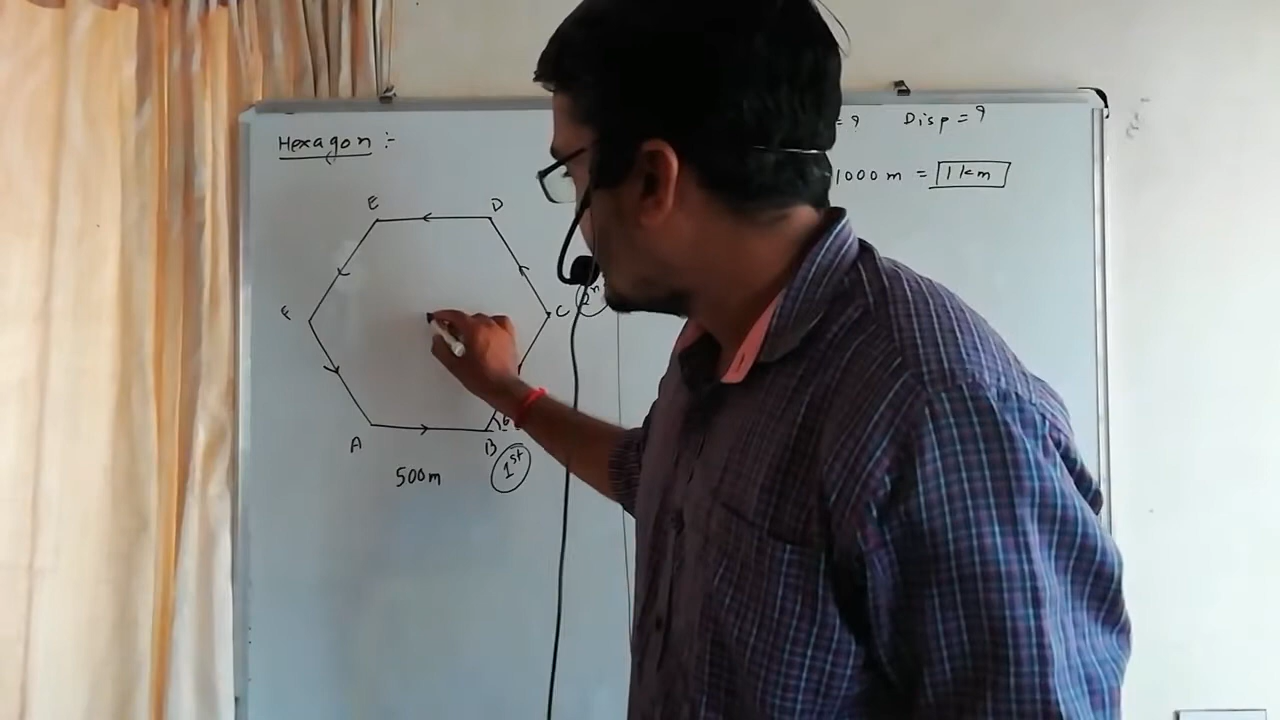 Hexagon :-
= ? Disp = ?
1000 m = 1 km
E D
F C
A B
500m 1st